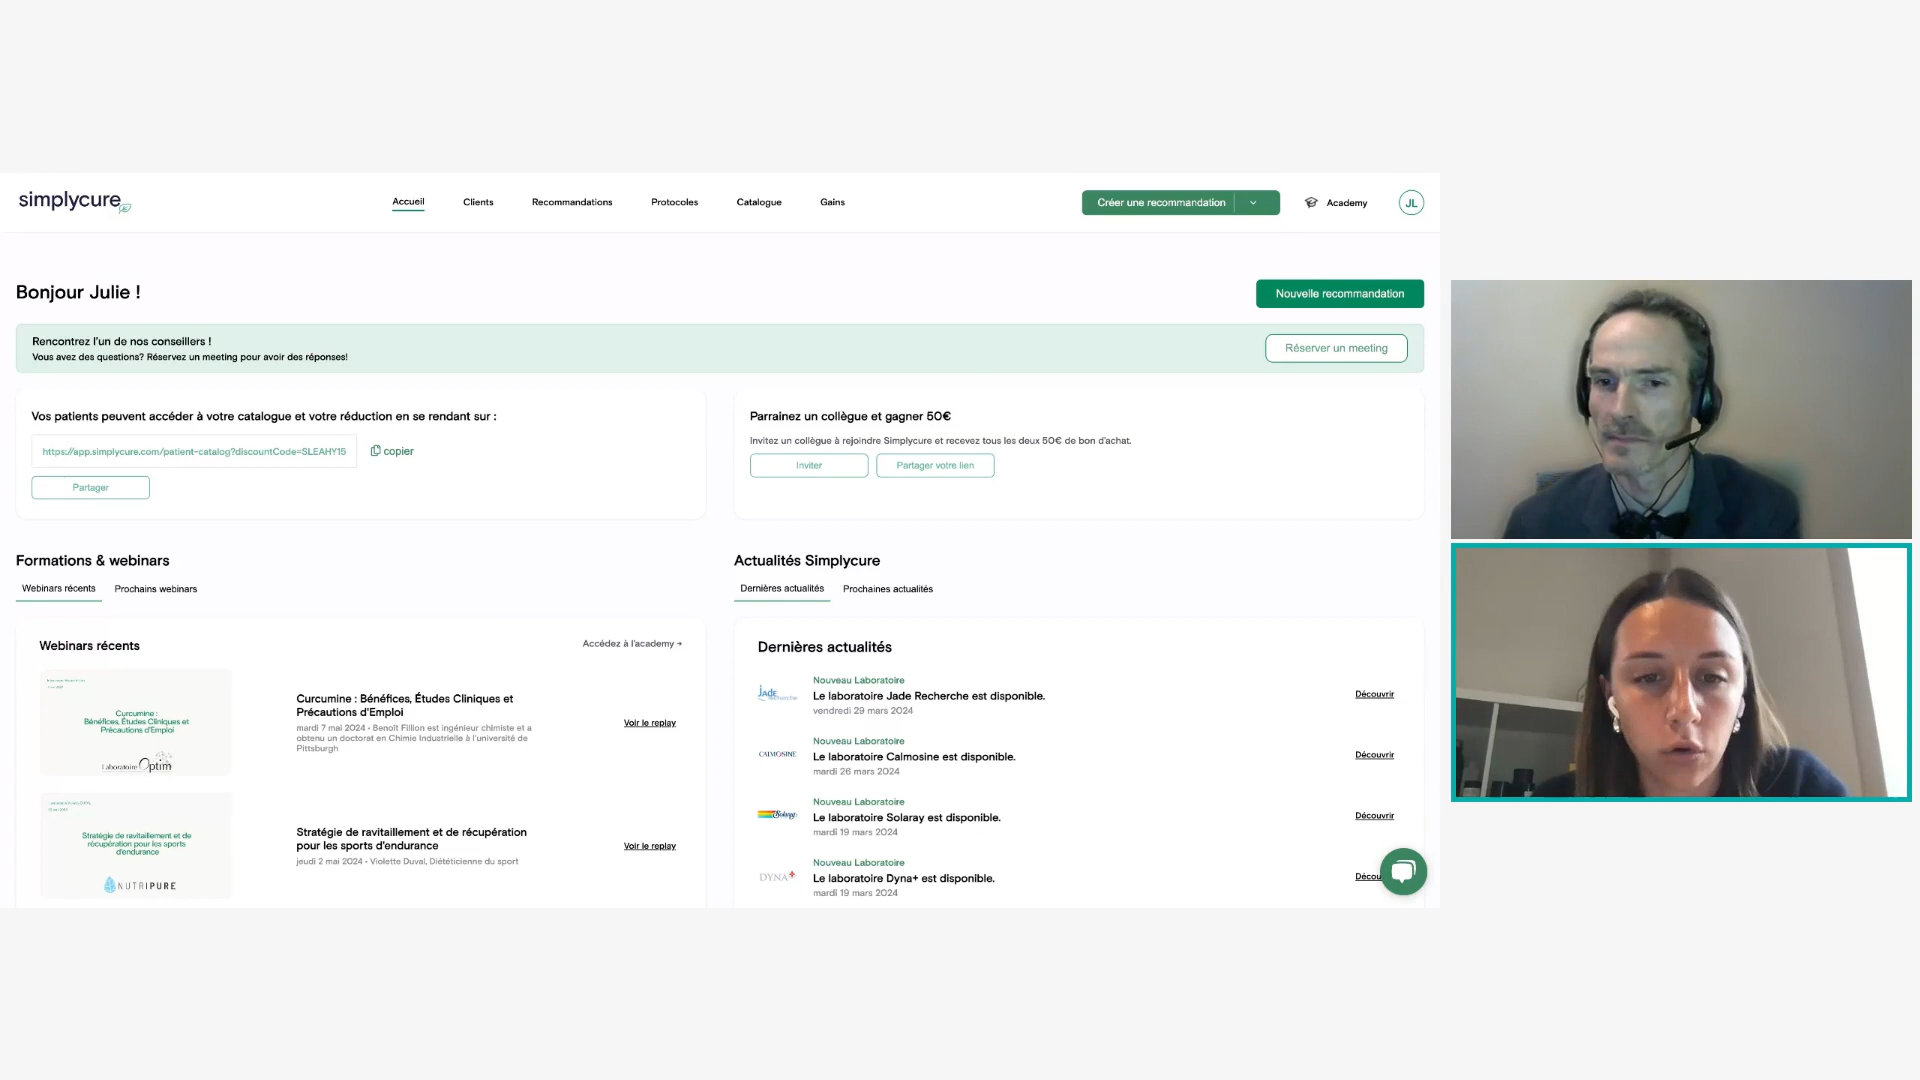 simplycure
Accueil
Clients
Recommandations
Protocoles
Catalogue
Gains
Créer une recommandation
Academy
JL
Bonjour Julie !
Nouvelle recommandation
Rencontrez l'un de nos conseillers !
Vous avez des questions? Réservez un meeting pour avoir des réponses!
Réserver un meeting
Vos patients peuvent accéder à votre catalogue et votre réduction en se rendant sur :
https://app.simplycure.com/patient-catalog?discountCode=SLEAHY15
copier
Partager
Parrainez un collègue et gagner 50€
Invitez un collègue à rejoindre Simplycure et recevez tous les deux 50€ de bon d'achat.
Inviter
Partager votre lien
Formations & webinars
Webinars récents
Prochains webinars
Webinars récents
Accédez à l'academy
Curcumine :
Bénéfices, Études Cliniques et
Précautions d'Emploi
Laboratoire Optim
Curcumine : Bénéfices, Études Cliniques et
Précautions d'Emploi
mardi 7 mai 2024 • Benoît Fillion est ingénieur chimiste et a
obtenu un doctorat en Chimie Industrielle à l'université de
Pittsburgh
Voir le replay
Stratégie de ravitaillement et de
récupération pour les sports
d'endurance
NUTRIPURE
Stratégie de ravitaillement et de récupération
pour les sports d'endurance
jeudi 2 mai 2024 • Violette Duval, Diététicienne du sport
Voir le replay
Actualités Simplycure
Dernières actualités
Prochaines actualités
Dernières actualités
JADE
Nouveau Laboratoire
Le laboratoire Jade Recherche est disponible.
vendredi 29 mars 2024
Découvrir
CALMOSINE
Nouveau Laboratoire
Le laboratoire Calmosine est disponible.
mardi 26 mars 2024
Découvrir
Solaray
Nouveau Laboratoire
Le laboratoire Solaray est disponible.
mardi 19 mars 2024
Découvrir
DYNA+
Nouveau Laboratoire
Le laboratoire Dyna+ est disponible.
mardi 19 mars 2024
Décou